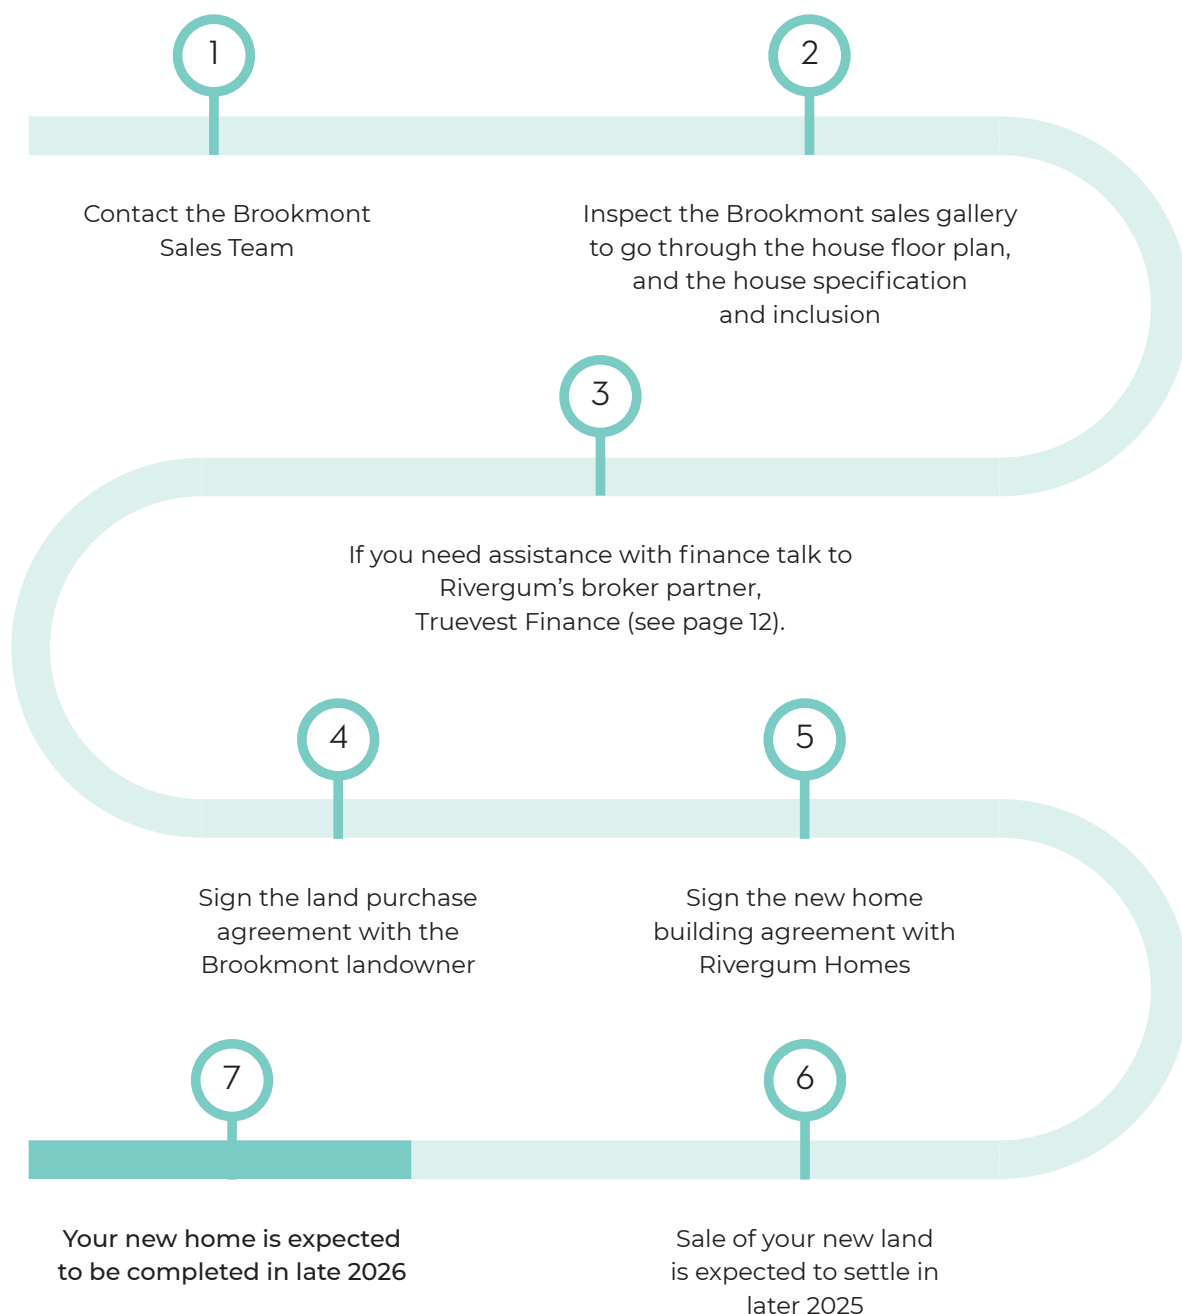 1
Contact the Brookmont
Sales Team
2
Inspect the Brookmont sales gallery
to go through the house floor plan,
and the house specification
and inclusion
3
If you need assistance with finance talk to
Rivergum’s broker partner,
Truevest Finance (see page 12).
4
Sign the land purchase
agreement with the
Brookmont landowner
5
Sign the new home
building agreement with
Rivergum Homes
6
Sale of your new land
is expected to settle in
later 2025
7
Your new home is expected
to be completed in late 2026